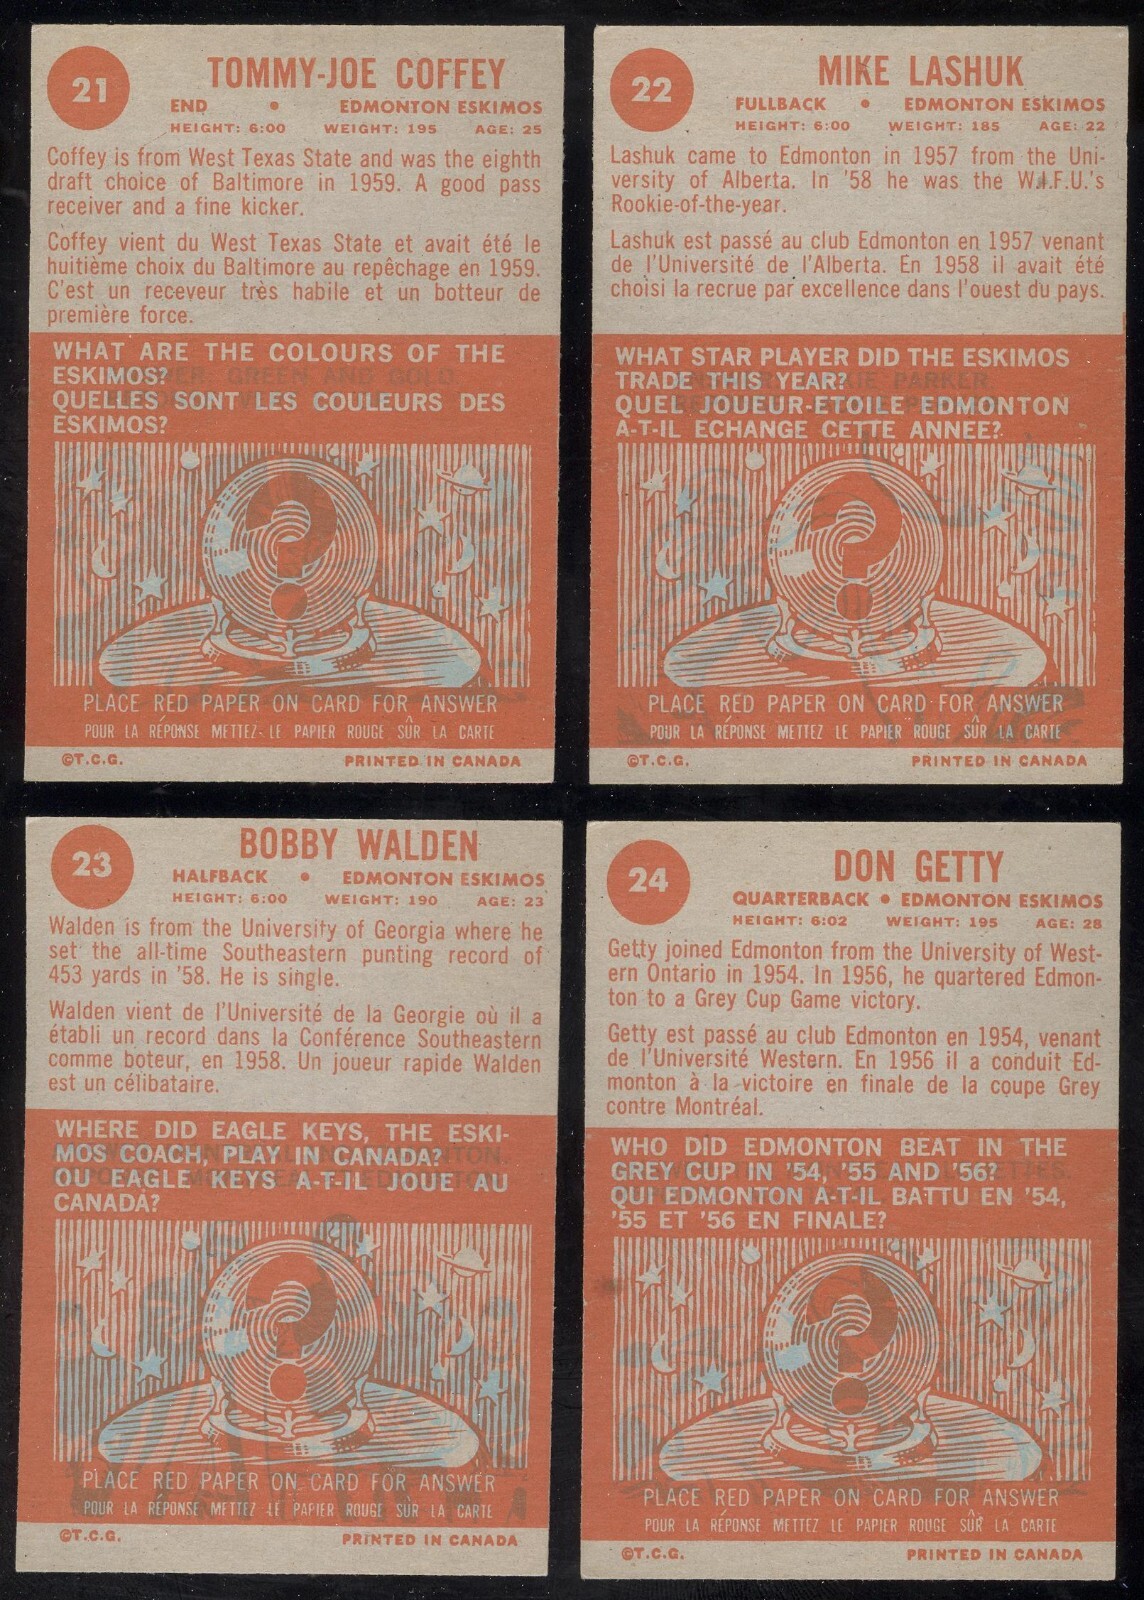 21
TOMMY-JOE COFFEY
END • EDMONTON ESKIMOS
HEIGHT: 6:00 WEIGHT: 195 AGE: 25
Coffey is from West Texas State and was the eighth
draft choice of Baltimore in 1959. A good pass
receiver and a fine kicker.
Coffey vient du West Texas State et avait été le
huitième choix du Baltimore au repêchage en 1959.
C'est un receveur très habile et un botteur de
première force.
WHAT ARE THE COLOURS OF THE
ESKIMOS?
QUELLES SONT LES COULEURS DES
ESKIMOS?
PLACE RED PAPER ON CARD FOR ANSWER
POUR LA RÉPONSE METTEZ LE PAPIER ROUGE SÛR LA CARTE
©T.C.G. PRINTED IN CANADA
22
MIKE LASHUK
FULLBACK • EDMONTON ESKIMOS
HEIGHT: 6:00 WEIGHT: 185 AGE: 22
Lashuk came to Edmonton in 1957 from the Uni-
versity of Alberta. In '58 he was the W.I.F.U.'s
Rookie-of-the-year.
Lashuk est passé au club Edmonton en 1957 venant
de l'Université de l'Alberta. En 1958 il avait été
choisi la recrue par excellence dans l'ouest du pays.
WHAT STAR PLAYER DID THE ESKIMOS
TRADE THIS YEAR?
QUEL JOUEUR-ETOILE EDMONTON
A-T-IL ECHANGE CETTE ANNEE?
PLACE RED PAPER ON CARD FOR ANSWER
POUR LA RÉPONSE METTEZ LE PAPIER ROUGE SÛR LA CARTE
©T.C.G. PRINTED IN CANADA
23
BOBBY WALDEN
HALFBACK • EDMONTON ESKIMOS
HEIGHT: 6:00 WEIGHT: 190 AGE: 23
Walden is from the University of Georgia where he
set the all-time Southeastern punting record of
453 yards in '58. He is single.
Walden vient de l'Université de la Georgie où il a
établi un record dans la Conférence Southeastern
comme boteur, en 1958. Un joueur rapide Walden
est un célibataire.
WHERE DID EAGLE KEYS, THE ESKI-
MOS COACH, PLAY IN CANADA?
OU EAGLE KEYS A-T-IL JOUE AU
CANADA?
PLACE RED PAPER ON CARD FOR ANSWER
POUR LA RÉPONSE METTEZ LE PAPIER ROUGE SÛR LA CARTE
©T.C.G. PRINTED IN CANADA
24
DON GETTY
QUARTERBACK • EDMONTON ESKIMOS
HEIGHT: 6:02 WEIGHT: 195 AGE: 28
Getty joined Edmonton from the University of West-
ern Ontario in 1954. In 1956, he quartered Edmon-
ton to a Grey Cup Game victory.
Getty est passé au club Edmonton en 1954, venant
de l'Université Western. En 1956 il a conduit Ed-
monton à la victoire en finale de la coupe Grey
contre Montréal.
WHO DID EDMONTON BEAT IN THE
GREY CUP IN '54, '55 AND '56?
QUI EDMONTON A-T-IL BATTU EN '54,
'55 ET '56 EN FINALE?
PLACE RED PAPER ON CARD FOR ANSWER
POUR LA RÉPONSE METTEZ LE PAPIER ROUGE SÛR LA CARTE
©T.C.G. PRINTED IN CANADA